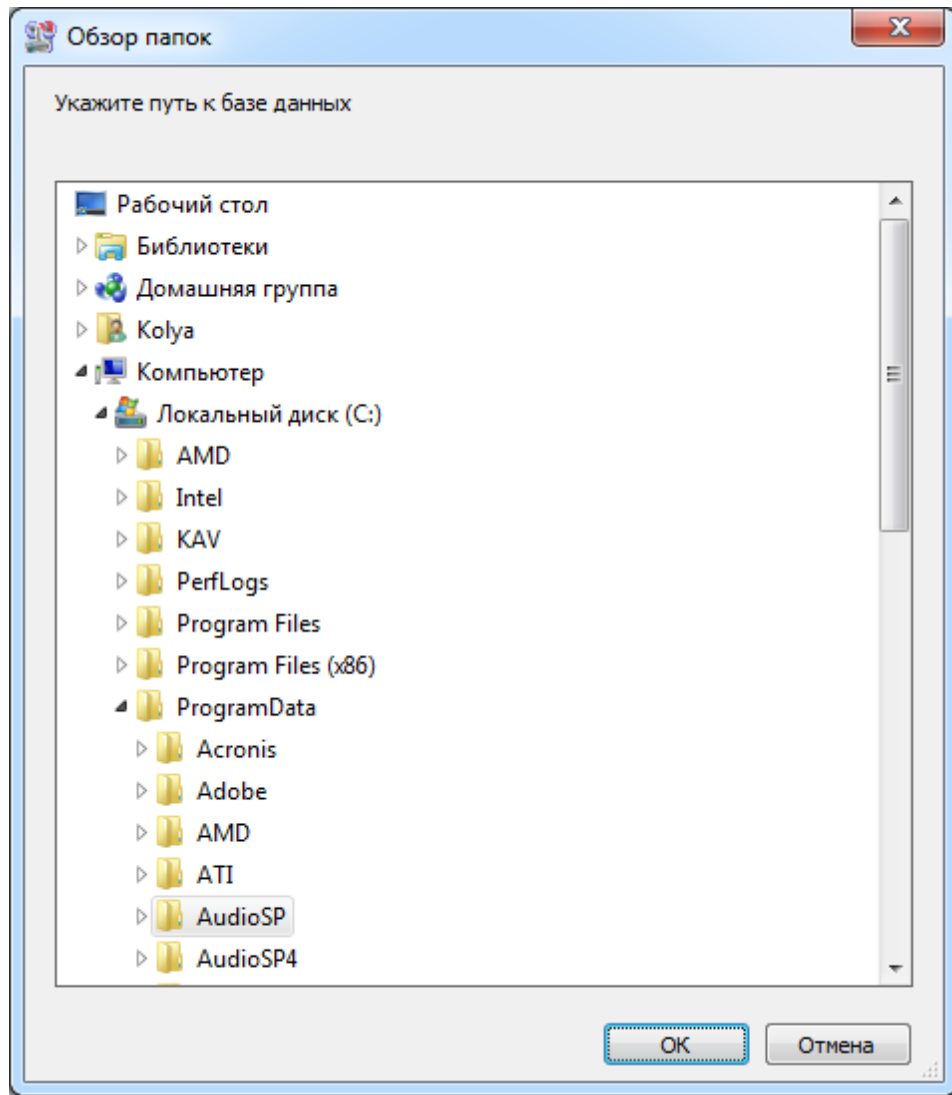 Обзор папок
Укажите путь к базе данных
Рабочий стол
Библиотеки
Домашняя группа
Kolya
Компьютер
Локальный диск (C:)
AMD
Intel
KAV
PerfLogs
Program Files
Program Files (x86)
ProgramData
Acronis
Adobe
AMD
ATI
AudioSP
AudioSP4
ОК Отмена